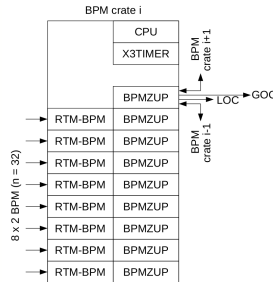 BPM crate i
CPU
X3TIMER
BPM
crate i+1
BPMZUP
GOC
LOC
BPM
crate i-1
RTM-BPM BPMZUP
RTM-BPM BPMZUP
RTM-BPM BPMZUP
RTM-BPM BPMZUP
RTM-BPM BPMZUP
RTM-BPM BPMZUP
RTM-BPM BPMZUP
RTM-BPM BPMZUP
8 x 2 BPM (n = 32)